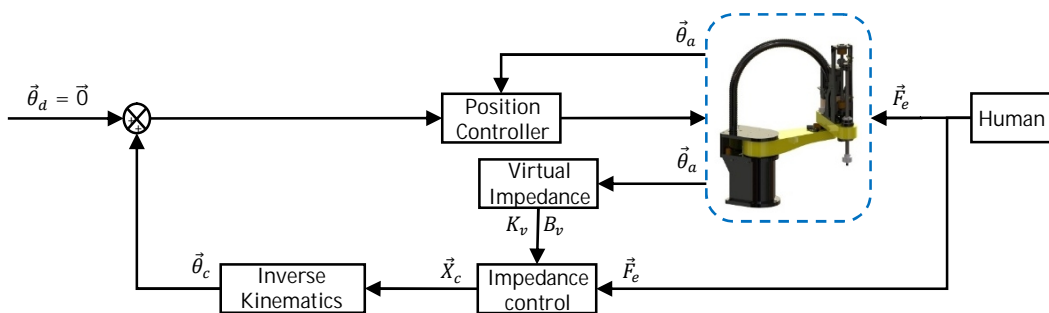 θ⃗_a
θ⃗_d = 0⃗
+
+
Position
Controller
F⃗_e
Human
θ⃗_a
Virtual
Impedance
K_v B_v
θ⃗_c
Inverse
Kinematics
X⃗_c
Impedance
control
F⃗_e